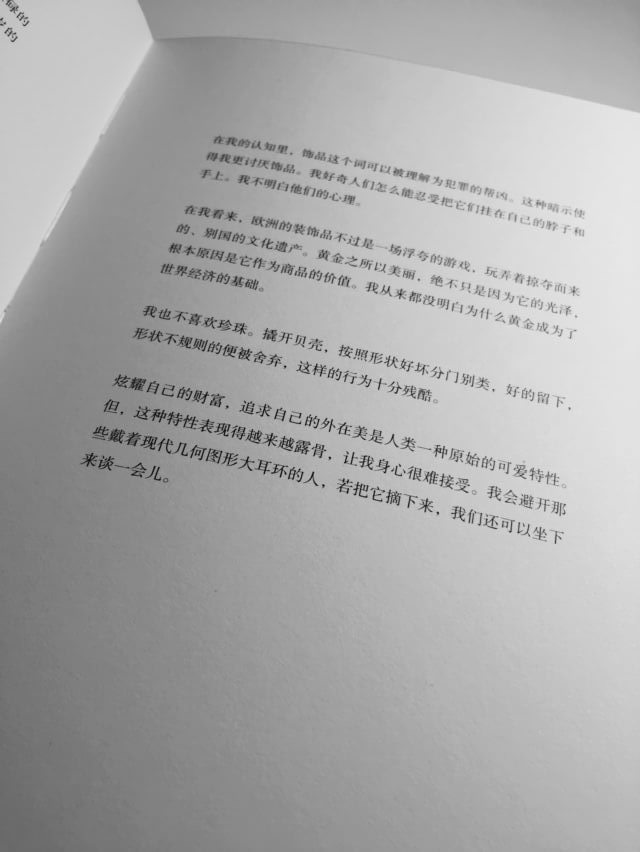 碌的
的
在我的认知里，饰品这个词可以被理解为犯罪的帮凶。这种暗示使
得我更讨厌饰品。我好奇人们怎么能忍受把它们挂在自己的脖子和
手上。我不明白他们的心理。
在我看来，欧洲的装饰品不过是一场浮夸的游戏，玩弄着掠夺而来
的、别国的文化遗产。黄金之所以美丽，绝不只是因为它的光泽，
根本原因是它作为商品的价值。我从来都没明白为什么黄金成为了
世界经济的基础。
我也不喜欢珍珠。撬开贝壳，按照形状好坏分门别类，好的留下，
形状不规则的便被舍弃，这样的行为十分残酷。
炫耀自己的财富，追求自己的外在美是人类一种原始的可爱特性。
但，这种特性表现得越来越露骨，让我身心很难接受。我会避开那
些戴着现代几何图形大耳环的人，若把它摘下来，我们还可以坐下
来谈一会儿。